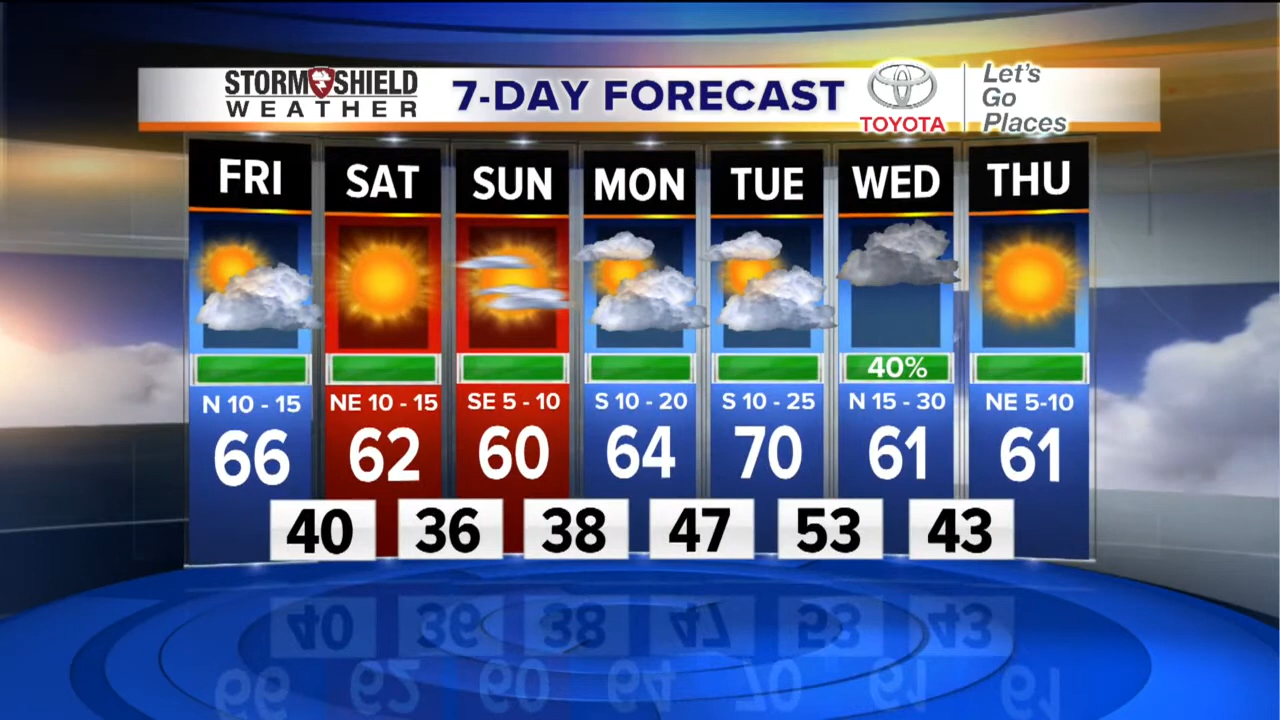 STORM SHIELD
WEATHER
7-DAY FORECAST
TOYOTA
Let's
Go
Places
FRI SAT SUN MON TUE WED THU
40%
N 10 - 15 NE 10 - 15 SE 5 - 10 S 10 - 20 S 10 - 25 N 15 - 30 NE 5-10
66 62 60 64 70 61 61
40 36 38 47 53 43